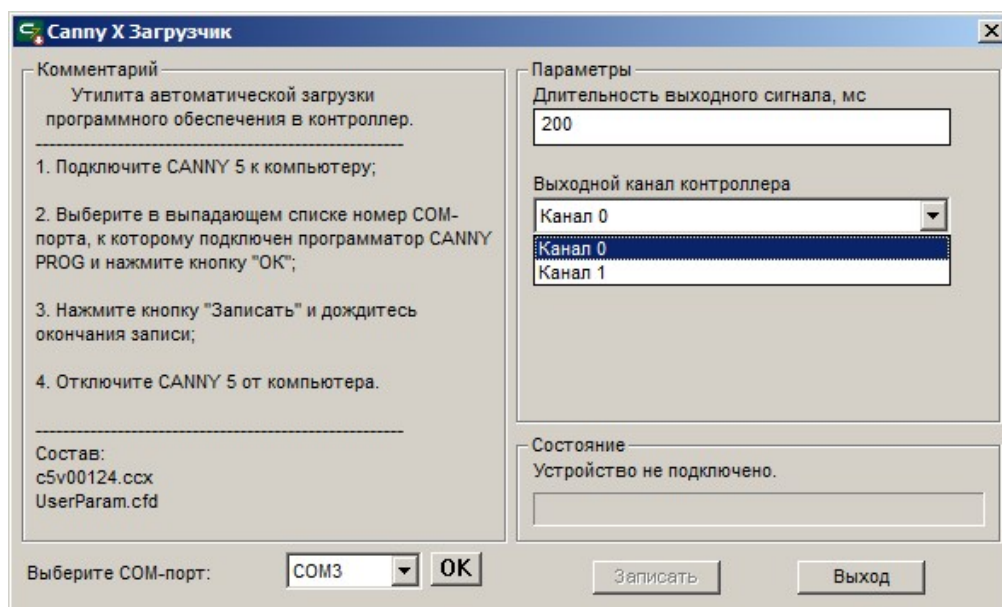 Canny X Загрузчик
Комментарий
Утилита автоматической загрузки
программного обеспечения в контроллер.
----------------------------------------------------
1. Подключите CANNY 5 к компьютеру;
2. Выберите в выпадающем списке номер COM-
порта, к которому подключен программатор CANNY
PROG и нажмите кнопку "ОК";
3. Нажмите кнопку "Записать" и дождитесь
окончания записи;
4. Отключите CANNY 5 от компьютера.
----------------------------------------------------
Состав:
c5v00124.ccx
UserParam.cfd
Параметры
Длительность выходного сигнала, мс
200
Выходной канал контроллера
Канал 0
Канал 0
Канал 1
Состояние
Устройство не подключено.
Выберите COM-порт:
COM3
OK
Записать
Выход